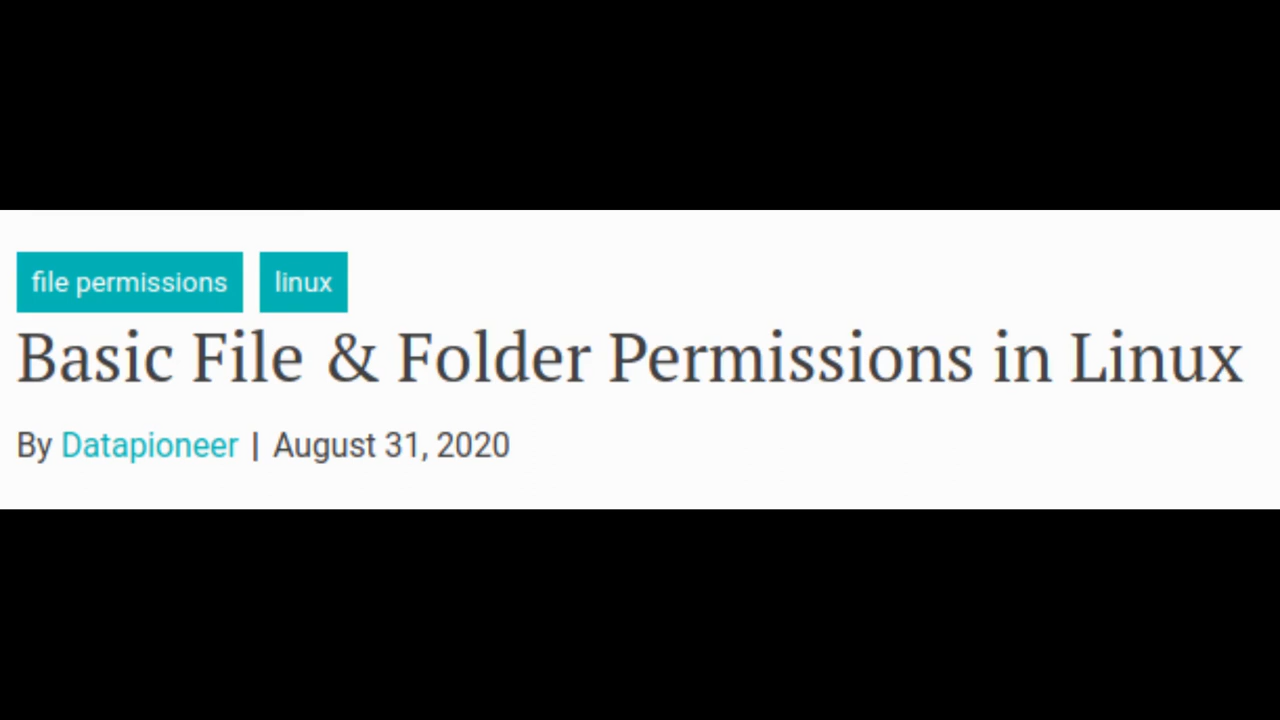 file permissions linux
Basic File & Folder Permissions in Linux
By Datapioneer | August 31, 2020